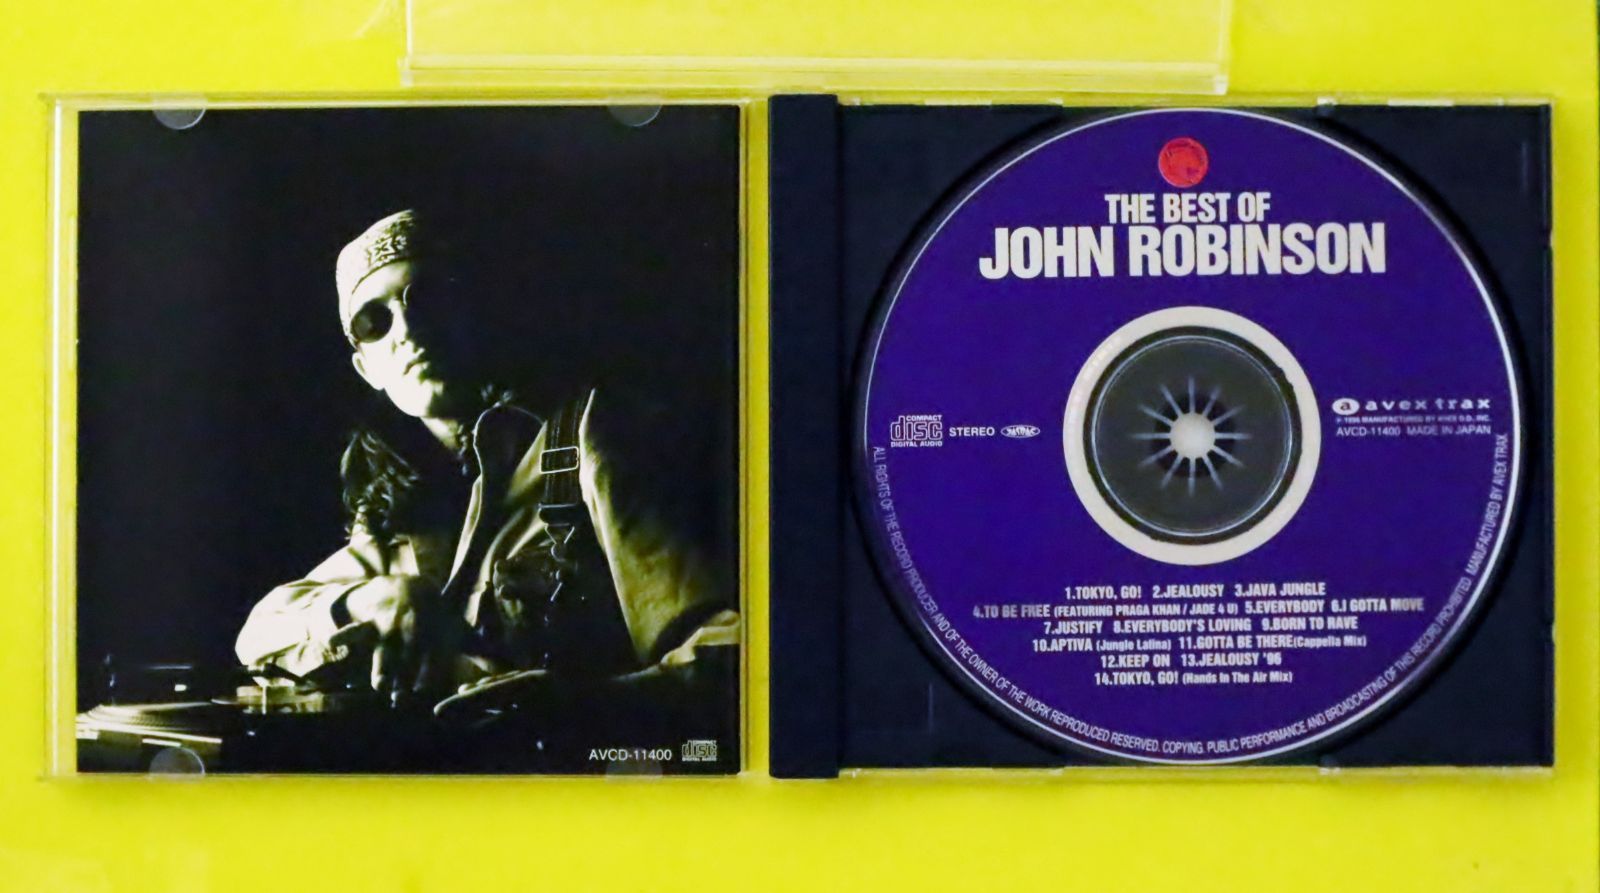 AVCD-11400
COMPACT
disc
DIGITAL AUDIO
THE BEST OF
JOHN ROBINSON
COMPACT
disc
DIGITAL AUDIO
STEREO
a avex trax
℗ 1996 MANUFACTURED BY AVEX D.D. INC.
AVCD-11400 MADE IN JAPAN
1.TOKYO, GO! 2.JEALOUSY 3.JAVA JUNGLE
4.TO BE FREE (FEATURING PRAGA KHAN / JADE 4 U) 5.EVERYBODY 6.I GOTTA MOVE
7.JUSTIFY 8.EVERYBODY'S LOVING 9.BORN TO RAVE
10.APTIVA (Jungle Latina) 11.GOTTA BE THERE(Cappella Mix)
12.KEEP ON 13.JEALOUSY '96
14.TOKYO, GO! (Hands In The Air Mix)
ALL RIGHTS OF THE RECORD PRODUCER AND OF THE OWNER OF THE WORK REPRODUCED RESERVED. COPYING, PUBLIC PERFORMANCE AND BROADCASTING OF THIS RECORD PROHIBITED MANUFACTURED BY AVEX TRAX